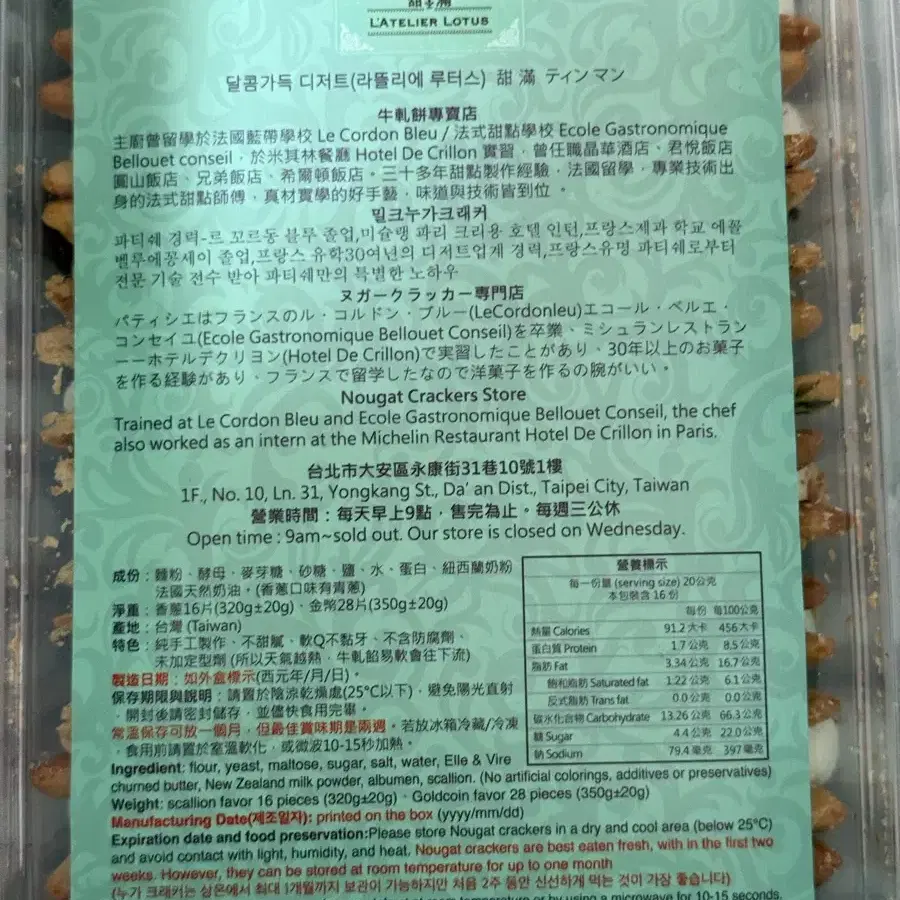 甜滿
L'ATELIER LOTUS
달콤가득 디저트(라뜰리에 루터스) 甜 滿 ティン マン
牛軋餅專賣店
主廚曾留學於法國藍帶學校 Le Cordon Bleu / 法式甜點學校 Ecole Gastronomique
Bellouet conseil，於米其林餐廳 Hotel De Crillon 實習，曾任職晶華酒店、君悅飯店
圓山飯店、兄弟飯店、希爾頓飯店。三十多年甜點製作經驗，法國留學，專業技術出
身的法式甜點師傅，真材實學的好手藝，味道與技術皆到位 。
밀크누가크래커
파티쉐 경력-르 꼬르동 블루 졸업,미슐랭 파리 크리용 호텔 인턴,프랑스제과 학교 에꼴
벨루에꽁세이 졸업,프랑스 유학30여년의 디저트업계 경력,프랑스유명 파티쉐로부터
전문 기술 전수 받아 파티쉐만의 특별한 노하우
ヌガークラッカー専門店
パティシエはフランスのル・コルドン・ブルー(LeCordonleu)エコール・ベルエ・
コンセイユ(Ecole Gastronomique Bellouet Conseil)を卒業、ミシュランレストラン
ーーホテルデクリヨン(Hotel De Crillon)で実習したことがあり、30年以上のお菓子
を作る経験があり、フランスで留学したなので洋菓子を作るの腕がいい。
Nougat Crackers Store
Trained at Le Cordon Bleu and Ecole Gastronomique Bellouet Conseil, the chef
also worked as an intern at the Michelin Restaurant Hotel De Crillon in Paris.
台北市大安區永康街31巷10號1樓
1F., No. 10, Ln. 31, Yongkang St., Da' an Dist., Taipei City, Taiwan
營業時間：每天早上9點，售完為止。每週三公休
Open time : 9am~sold out. Our store is closed on Wednesday.
成份：麵粉、酵母、麥芽糖、砂糖、鹽、水、蛋白、紐西蘭奶粉
法國天然奶油。(香蔥口味有青蔥)
淨重：香蔥16片(320g±20g)、金幣28片(350g±20g)
產地：台灣 (Taiwan)
特色：純手工製作、不甜膩、軟Q不黏牙、不含防腐劑、
未加定型劑 (所以天氣越熱，牛軋餡易軟會往下流)
製造日期：如外盒標示(西元年/月/日)。
保存期限與說明：請置於陰涼乾燥處(25°C以下)，避免陽光直射
，開封後請密封儲存，並儘快食用完畢。
常溫保存可放一個月，但最佳賞味期是兩週。若放冰箱冷藏/冷凍
，食用前請置於室溫軟化，或微波10-15秒加熱。
營養標示
每一份量 (serving size) 20公克
本包裝含 16 份
每份 每100公克
熱量 Calories 91.2 大卡 456 大卡
蛋白質 Protein 1.7 公克 8.5 公克
脂肪 Fat 3.34 公克 16.7 公克
飽和脂肪 Saturated fat 1.22 公克 6.1 公克
反式脂肪 Trans fat 0.0 公克 0.0 公克
碳水化合物 Carbohydrate 13.26 公克 66.3 公克
糖 Sugar 4.4 公克 22.0 公克
鈉 Sodium 79.4 毫克 397 毫克
Ingredient: flour, yeast, maltose, sugar, salt, water, Elle & Vire
churned butter, New Zealand milk powder, albumen, scallion. (No artificial colorings, additives or preservatives)
Weight: scallion favor 16 pieces (320g±20g)、Goldcoin favor 28 pieces (350g±20g)
Manufacturing Date(제조일자): printed on the box (yyyy/mm/dd)
Expiration date and food preservation:Please store Nougat crackers in a dry and cool area (below 25°C)
and avoid contact with light, humidity, and heat. Nougat crackers are best eaten fresh, with in the first two
weeks. However, they can be stored at room temperature for up to one month
(누가 크래커는 상온에서 최대 1개월까지 보관이 가능하지만 처음 2주 동안 신선하게 먹는 것이 가장 좋습니다)
at room temperature or by using a microwave for 10-15 seconds.